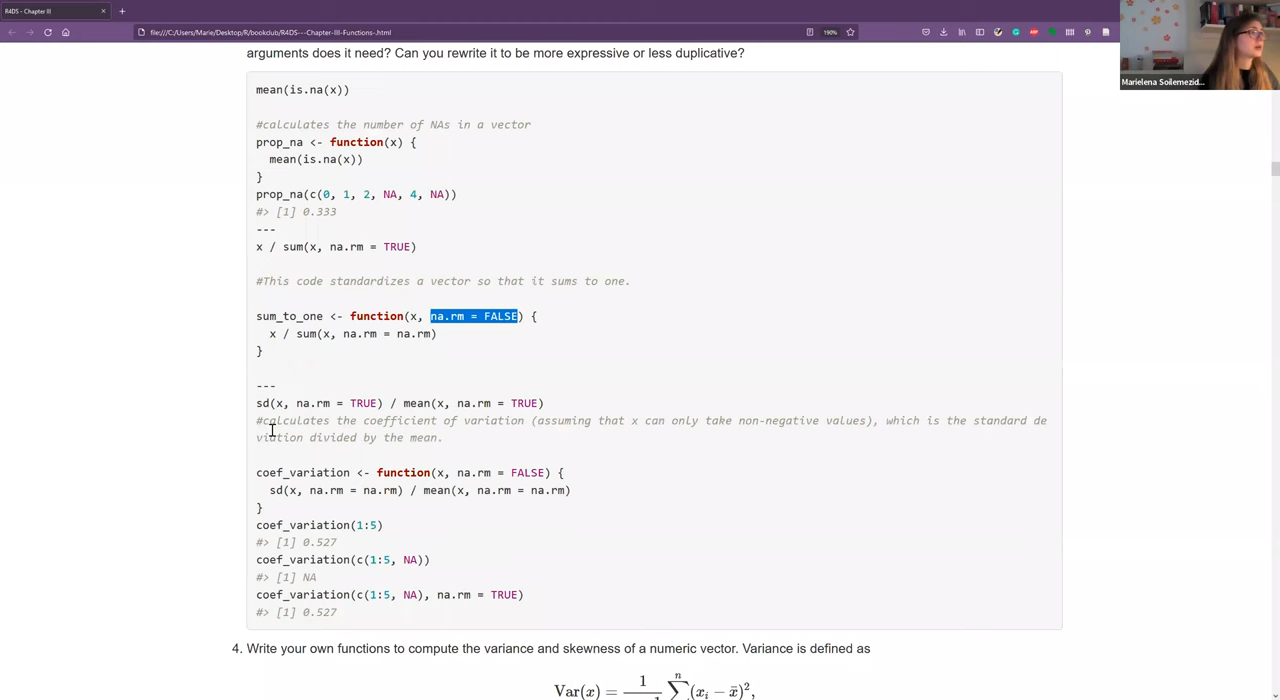 R4DS - Chapter III
file:///C:/Users/Marie/Desktop/R/bookclub/R4DS---Chapter-III-Functions-.html
190%
Marielena Soilemezid...
arguments does it need? Can you rewrite it to be more expressive or less duplicative?
mean(is.na(x))
#calculates the number of NAs in a vector
prop_na <- function(x) {
mean(is.na(x))
}
prop_na(c(0, 1, 2, NA, 4, NA))
#> [1] 0.333
---
x / sum(x, na.rm = TRUE)
#This code standardizes a vector so that it sums to one.
sum_to_one <- function(x, na.rm = FALSE) {
x / sum(x, na.rm = na.rm)
}
---
sd(x, na.rm = TRUE) / mean(x, na.rm = TRUE)
#calculates the coefficient of variation (assuming that x can only take non-negative values), which is the standard de
viation divided by the mean.
coef_variation <- function(x, na.rm = FALSE) {
sd(x, na.rm = na.rm) / mean(x, na.rm = na.rm)
}
coef_variation(1:5)
#> [1] 0.527
coef_variation(c(1:5, NA))
#> [1] NA
coef_variation(c(1:5, NA), na.rm = TRUE)
#> [1] 0.527
4. Write your own functions to compute the variance and skewness of a numeric vector. Variance is defined as
Var(x) = 1 n ∑ (xᵢ − x̄)²,